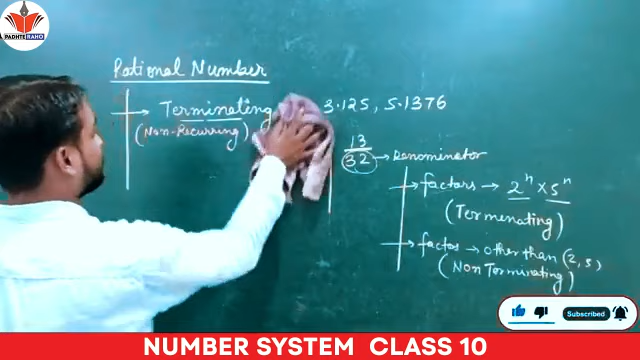 PADHTE RAHO
Rational Number
Terminating 3.125, 5.1376
(Non-Recurring)
13
32 → Denominator
→ factors → 2ⁿ × 5ⁿ
(Termenating)
→ factos → other than (2, 5)
(Non Terminating)
Subscribed
NUMBER SYSTEM CLASS 10